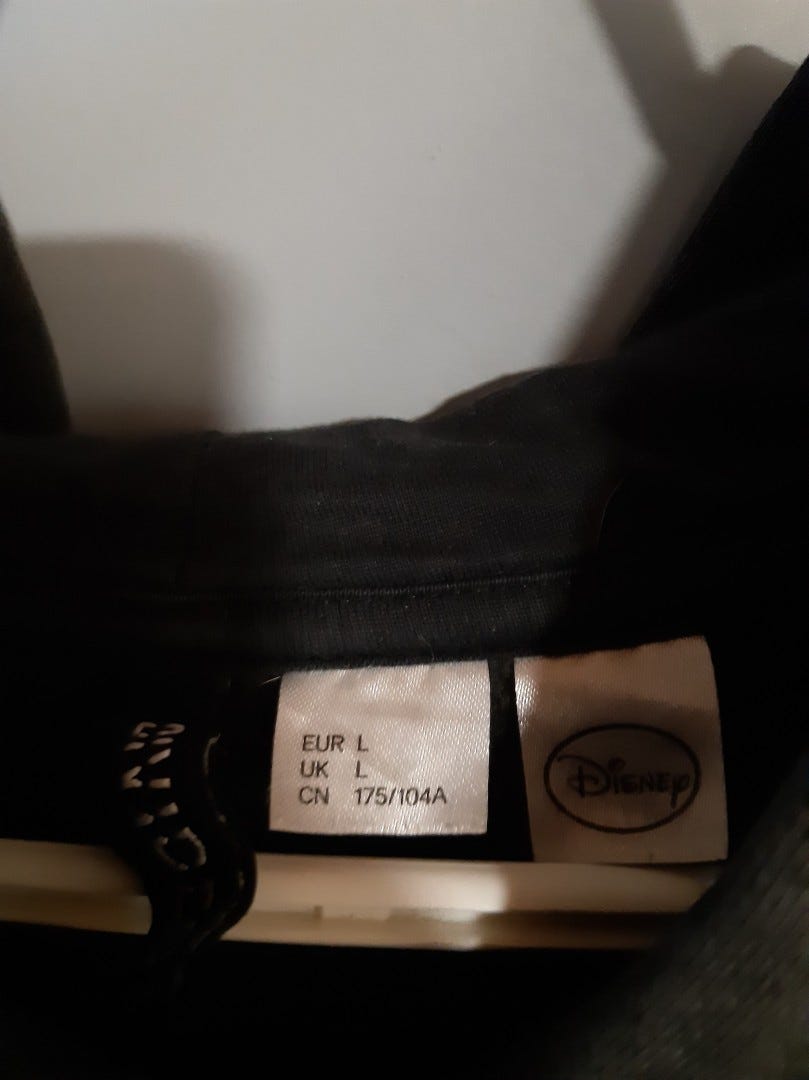 EUR L
UK L
CN 175/104A
Disney